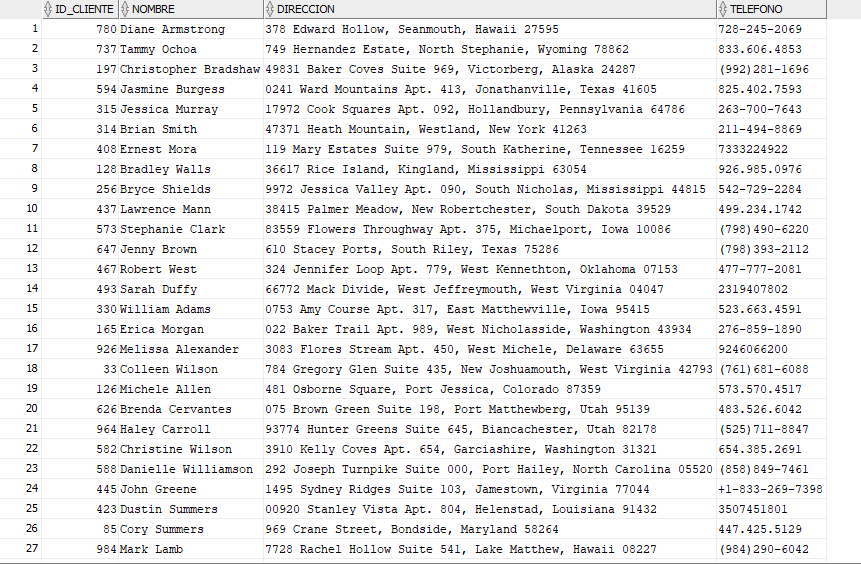 ID_CLIENTE NOMBRE DIRECCION TELEFONO
1 780 Diane Armstrong 378 Edward Hollow, Seanmouth, Hawaii 27595 728-245-2069
2 737 Tammy Ochoa 749 Hernandez Estate, North Stephanie, Wyoming 78862 833.606.4853
3 197 Christopher Bradshaw 49831 Baker Coves Suite 969, Victorberg, Alaska 24287 (992)281-1696
4 594 Jasmine Burgess 0241 Ward Mountains Apt. 413, Jonathanville, Texas 41605 825.402.7593
5 315 Jessica Murray 17972 Cook Squares Apt. 092, Hollandbury, Pennsylvania 64786 263-700-7643
6 314 Brian Smith 47371 Heath Mountain, Westland, New York 41263 211-494-8869
7 408 Ernest Mora 119 Mary Estates Suite 979, South Katherine, Tennessee 16259 7333224922
8 128 Bradley Walls 36617 Rice Island, Kingland, Mississippi 63054 926.985.0976
9 256 Bryce Shields 9972 Jessica Valley Apt. 090, South Nicholas, Mississippi 44815 542-729-2284
10 437 Lawrence Mann 38415 Palmer Meadow, New Robertchester, South Dakota 39529 499.234.1742
11 573 Stephanie Clark 83559 Flowers Throughway Apt. 375, Michaelport, Iowa 10086 (798)490-6220
12 647 Jenny Brown 610 Stacey Ports, South Riley, Texas 75286 (798)393-2112
13 467 Robert West 324 Jennifer Loop Apt. 779, West Kennethton, Oklahoma 07153 477-777-2081
14 493 Sarah Duffy 66772 Mack Divide, West Jeffreymouth, West Virginia 04047 2319407802
15 330 William Adams 0753 Amy Course Apt. 317, East Matthewville, Iowa 95415 523.663.4591
16 165 Erica Morgan 022 Baker Trail Apt. 989, West Nicholasside, Washington 43934 276-859-1890
17 926 Melissa Alexander 3083 Flores Stream Apt. 450, West Michele, Delaware 63655 9246066200
18 33 Colleen Wilson 784 Gregory Glen Suite 435, New Joshuamouth, West Virginia 42793 (761)681-6088
19 126 Michele Allen 481 Osborne Square, Port Jessica, Colorado 87359 573.570.4517
20 626 Brenda Cervantes 075 Brown Green Suite 198, Port Matthewberg, Utah 95139 483.526.6042
21 964 Haley Carroll 93774 Hunter Greens Suite 645, Biancachester, Utah 82178 (525)711-8847
22 582 Christine Wilson 3910 Kelly Coves Apt. 654, Garciashire, Washington 31321 654.385.2691
23 588 Danielle Williamson 292 Joseph Turnpike Suite 000, Port Hailey, North Carolina 05520 (858)849-7461
24 445 John Greene 1495 Sydney Ridges Suite 103, Jamestown, Virginia 77044 +1-833-269-7398
25 423 Dustin Summers 00920 Stanley Vista Apt. 804, Helenstad, Louisiana 91432 3507451801
26 85 Cory Summers 969 Crane Street, Bondside, Maryland 58264 447.425.5129
27 984 Mark Lamb 7728 Rachel Hollow Suite 541, Lake Matthew, Hawaii 08227 (984)290-6042